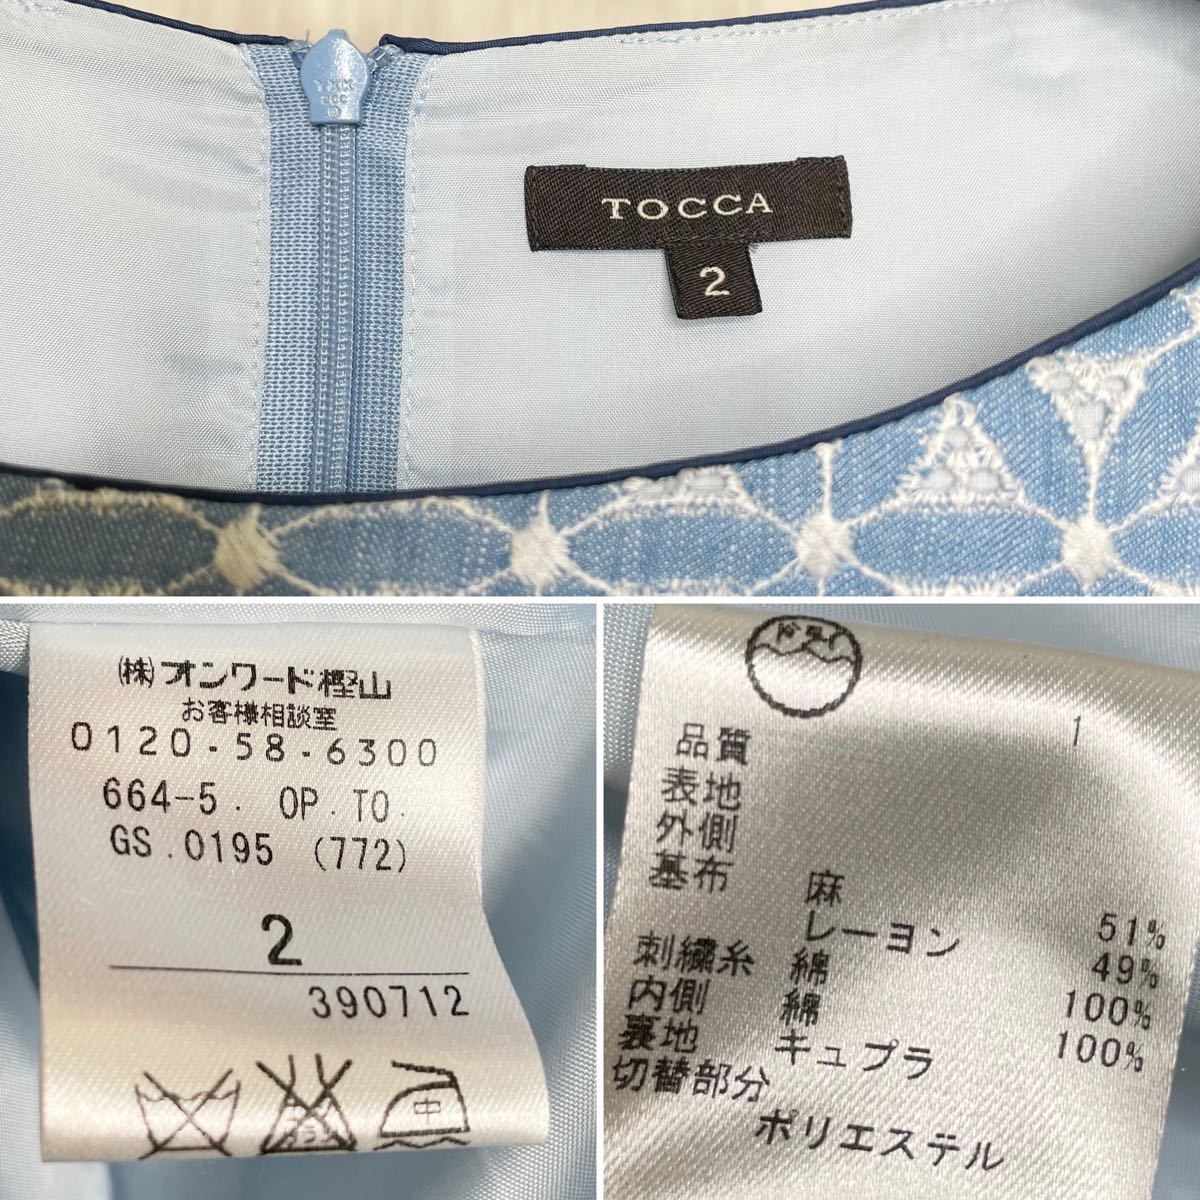 TOCCA
2
(株)オンワード樫山
お客様相談室
0120-58-6300
664-5. OP.TO.
GS.0195 (772)
2
390712
中
ドライ
1
品質
表地
外側
基布
麻 51%
レーヨン 49%
刺繍糸 綿 100%
内側 綿 100%
裏地 キュプラ
切替部分
ポリエステル